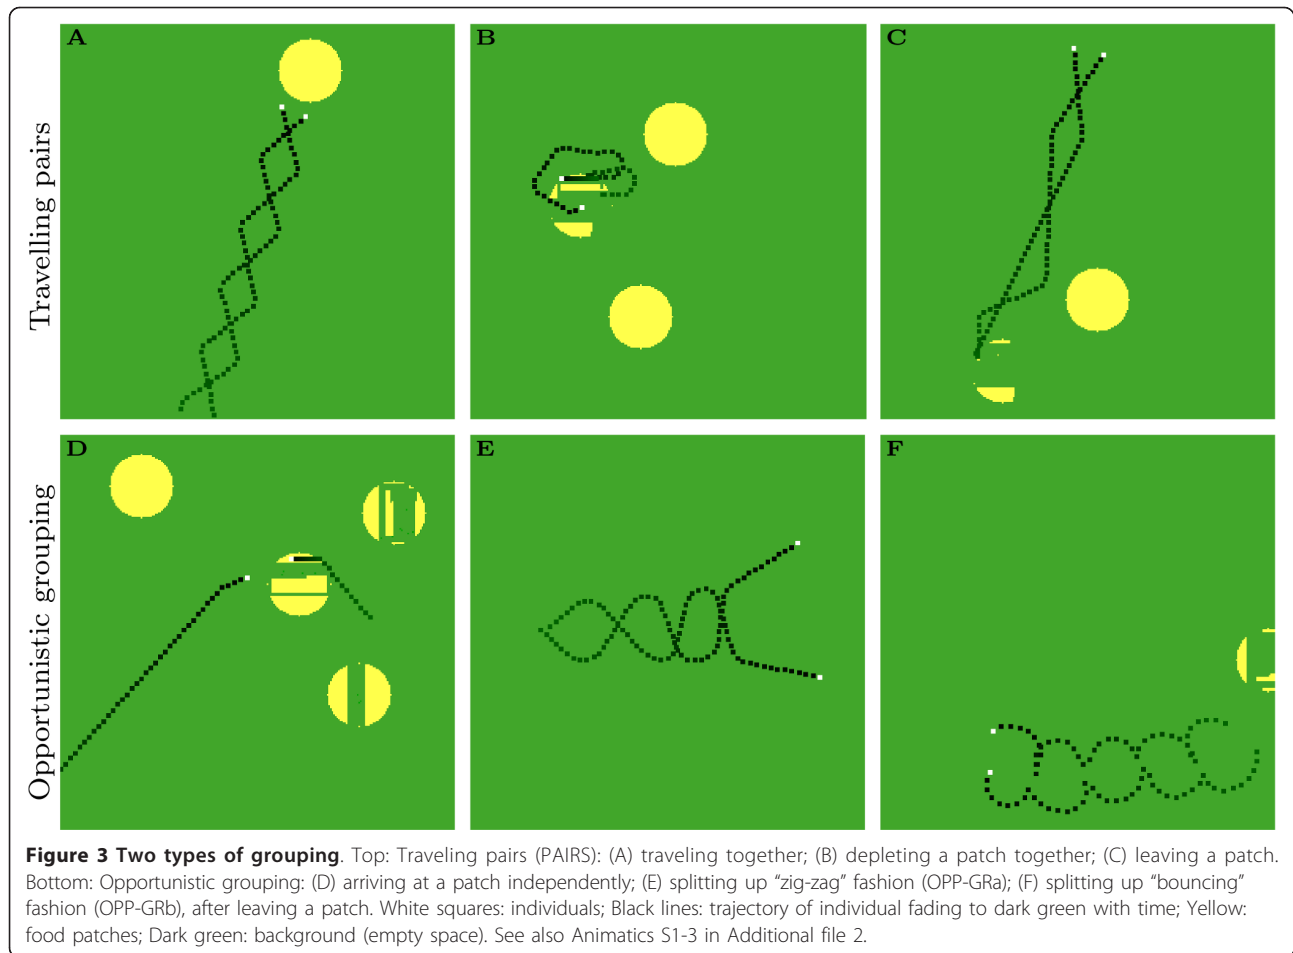 A
B
C
Travelling pairs
D
E
F
Opportunistic grouping
Figure 3 Two types of grouping. Top: Traveling pairs (PAIRS): (A) traveling together; (B) depleting a patch together; (C) leaving a patch.
Bottom: Opportunistic grouping: (D) arriving at a patch independently; (E) splitting up “zig-zag” fashion (OPP-GRa); (F) splitting up “bouncing”
fashion (OPP-GRb), after leaving a patch. White squares: individuals; Black lines: trajectory of individual fading to dark green with time; Yellow:
food patches; Dark green: background (empty space). See also Animatics S1-3 in Additional file 2.